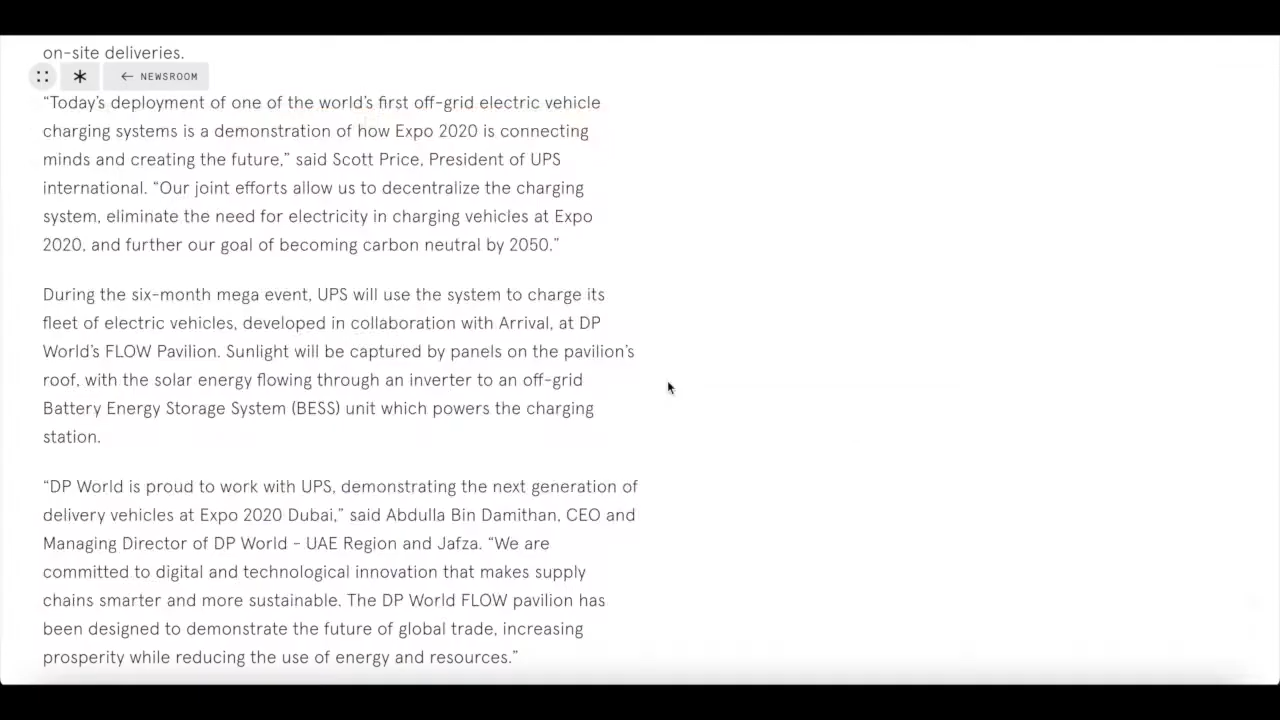 on-site deliveries.
← NEWSROOM
“Today’s deployment of one of the world’s first off-grid electric vehicle
charging systems is a demonstration of how Expo 2020 is connecting
minds and creating the future,” said Scott Price, President of UPS
international. “Our joint efforts allow us to decentralize the charging
system, eliminate the need for electricity in charging vehicles at Expo
2020, and further our goal of becoming carbon neutral by 2050.”
During the six-month mega event, UPS will use the system to charge its
fleet of electric vehicles, developed in collaboration with Arrival, at DP
World’s FLOW Pavilion. Sunlight will be captured by panels on the pavilion’s
roof, with the solar energy flowing through an inverter to an off-grid
Battery Energy Storage System (BESS) unit which powers the charging
station.
“DP World is proud to work with UPS, demonstrating the next generation of
delivery vehicles at Expo 2020 Dubai,” said Abdulla Bin Damithan, CEO and
Managing Director of DP World - UAE Region and Jafza. “We are
committed to digital and technological innovation that makes supply
chains smarter and more sustainable. The DP World FLOW pavilion has
been designed to demonstrate the future of global trade, increasing
prosperity while reducing the use of energy and resources.”